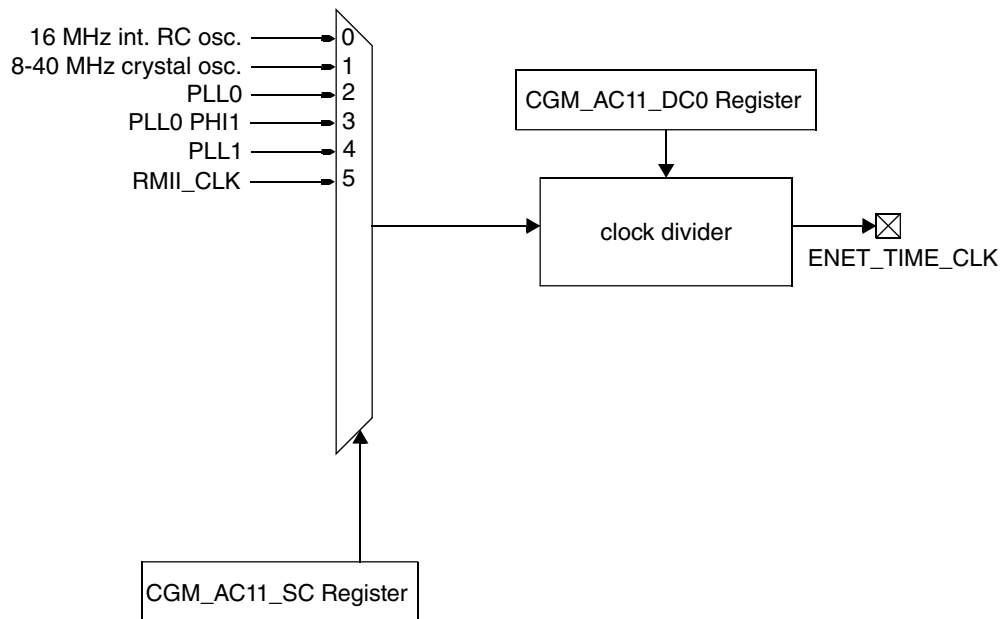 16 MHz int. RC osc.
0
8-40 MHz crystal osc.
1
PLL0
2
PLL0 PHI1
3
PLL1
4
RMII_CLK
5
CGM_AC11_DC0 Register
clock divider
ENET_TIME_CLK
CGM_AC11_SC Register